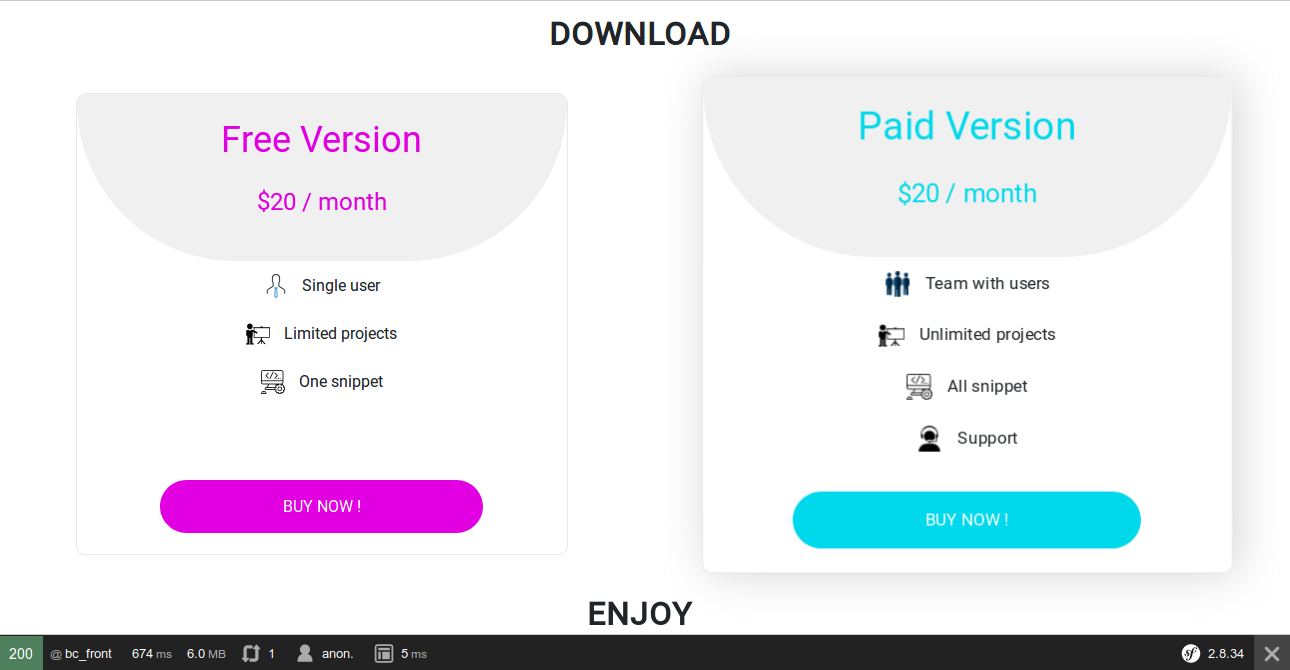 DOWNLOAD
Free Version
$20 / month
Single user
Limited projects
One snippet
BUY NOW !
Paid Version
$20 / month
Team with users
Unlimited projects
All snippet
Support
BUY NOW !
ENJOY
200 @ bc_front 674 ms 6.0 MB 1 anon. 5 ms sf 2.8.34